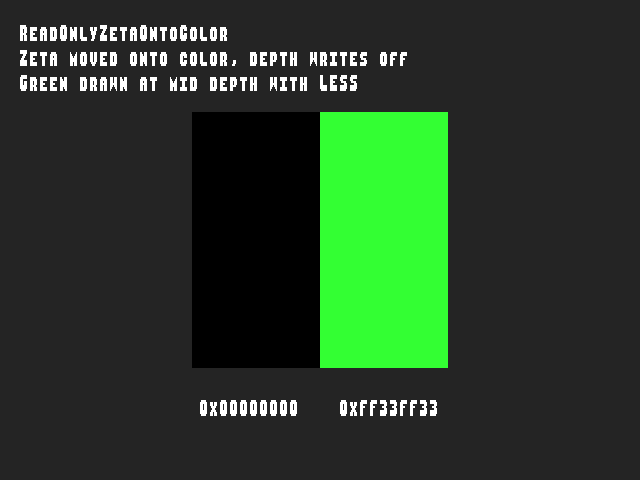 ReadOnlyZetaOntoColor
Zeta moved onto color, depth writes off
Green drawn at mid depth with LESS
0x00000000 0xff33ff33